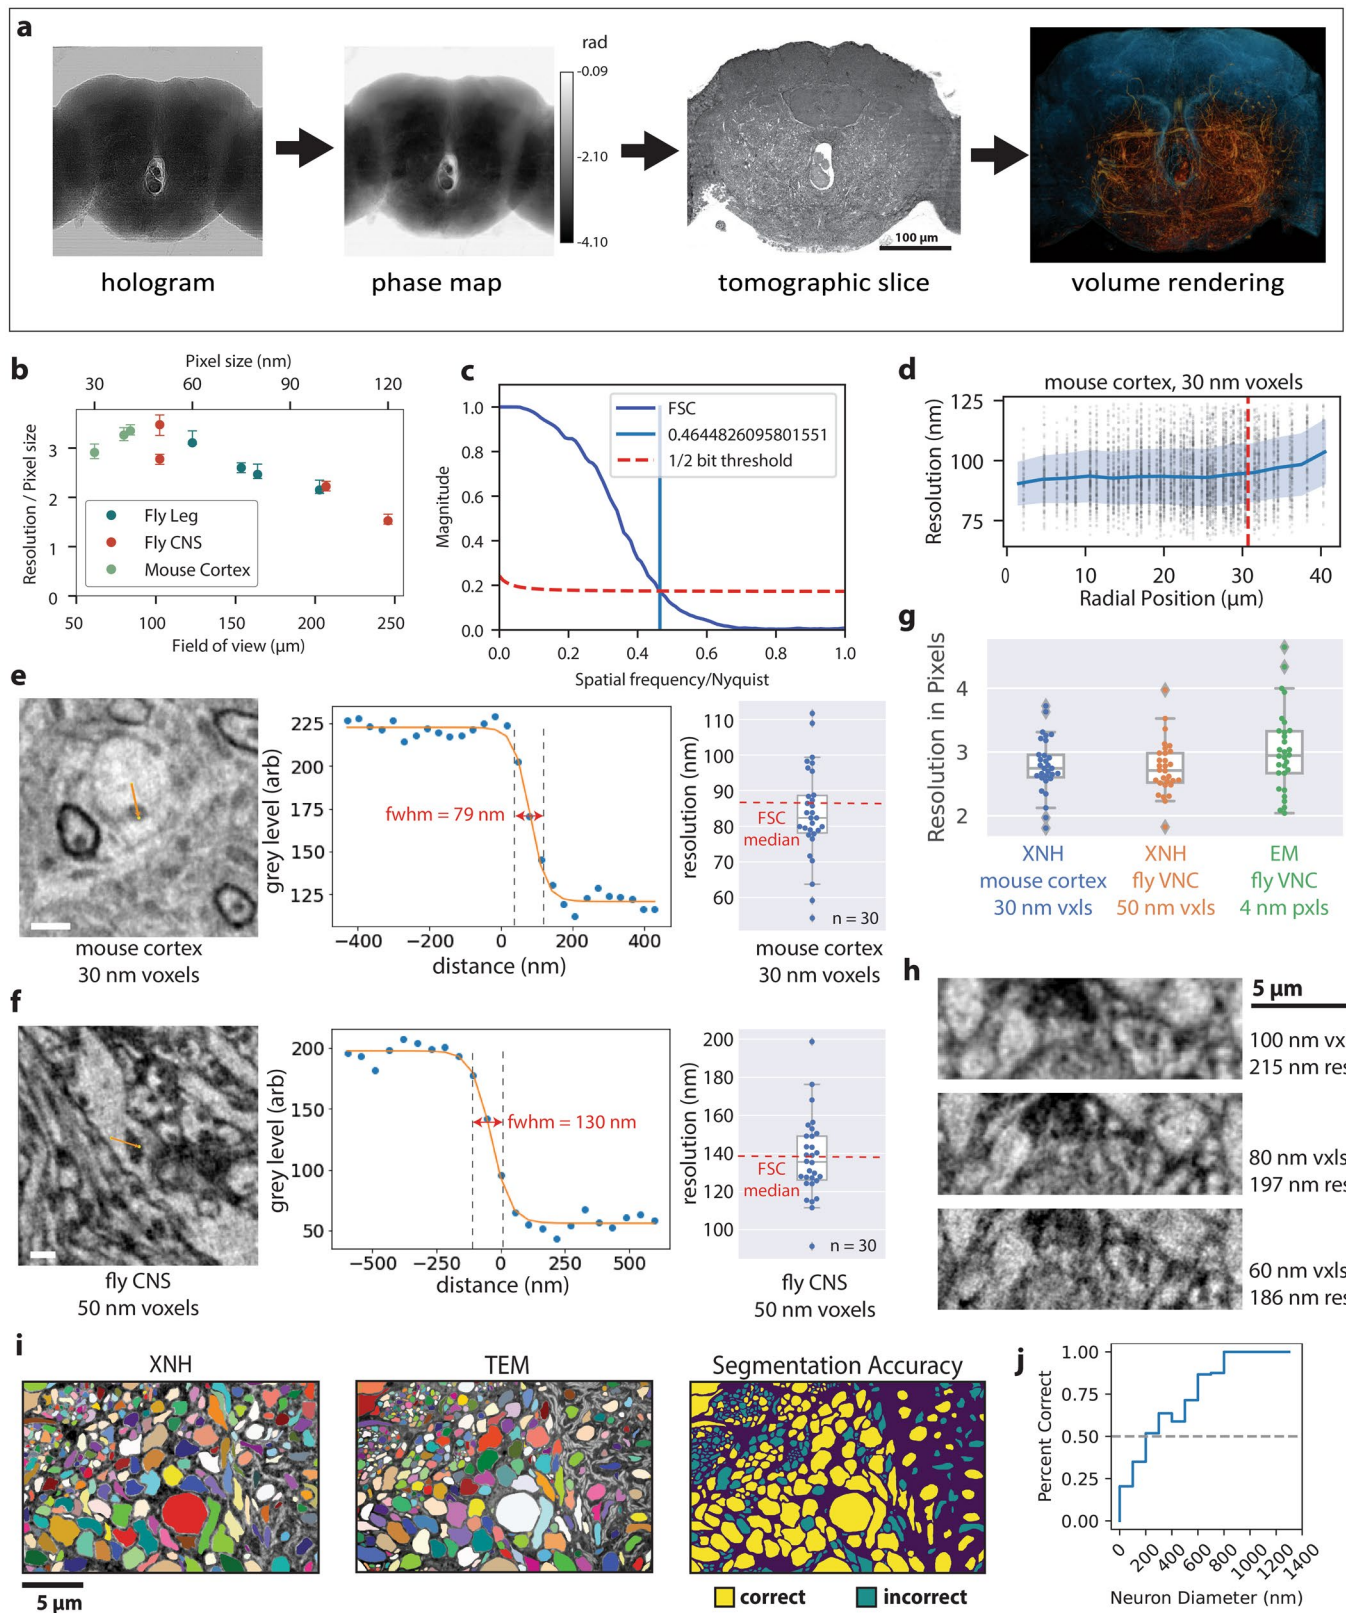 a
rad
-0.09
-2.10
-4.10
100 µm
hologram
phase map
tomographic slice
volume rendering
b
Pixel size (nm)
30 60 90 120
Resolution / Pixel size
3
2
1
0
Fly Leg
Fly CNS
Mouse Cortex
50 100 150 200 250
Field of view (µm)
c
Magnitude
1.0
0.8
0.6
0.4
0.2
0.0
FSC
0.4644826095801551
1/2 bit threshold
0.0 0.2 0.4 0.6 0.8 1.0
Spatial frequency/Nyquist
d
mouse cortex, 30 nm voxels
Resolution (nm)
125
100
75
0 10 20 30 40
Radial Position (µm)
e
mouse cortex
30 nm voxels
grey level (arb)
225
200
175
150
125
fwhm = 79 nm
−400 −200 0 200 400
distance (nm)
resolution (nm)
110
100
90
80
70
60
FSC
median
n = 30
mouse cortex
30 nm voxels
f
fly CNS
50 nm voxels
grey level (arb)
200
150
100
50
fwhm = 130 nm
−500 −250 0 250 500
distance (nm)
resolution (nm)
200
180
160
140
120
100
FSC
median
n = 30
fly CNS
50 nm voxels
g
Resolution in Pixels
4
3
2
XNH
mouse cortex
30 nm vxls
XNH
fly VNC
50 nm vxls
EM
fly VNC
4 nm pxls
h
5 µm
100 nm vx
215 nm res
80 nm vxls
197 nm res
60 nm vxls
186 nm res
i
XNH
TEM
Segmentation Accuracy
5 µm
correct
incorrect
j
Percent Correct
1.00
0.75
0.50
0.25
0.00
0 200 400 600 800 1000 1200 1400
Neuron Diameter (nm)